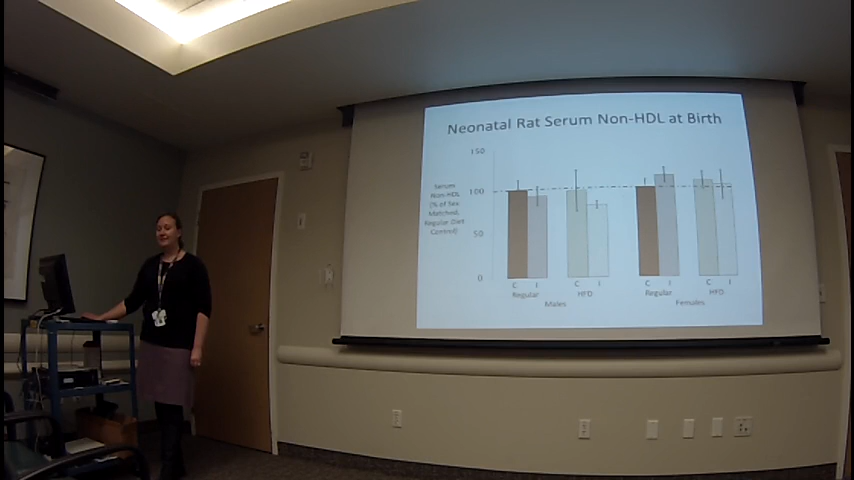 Neonatal Rat Serum Non-HDL at Birth
150
Serum
Non-HDL
(% of Sex
Matched,
Regular Diet
Control)
100
50
0
C I C I C I C I
Regular HFD Regular HFD
Males Females